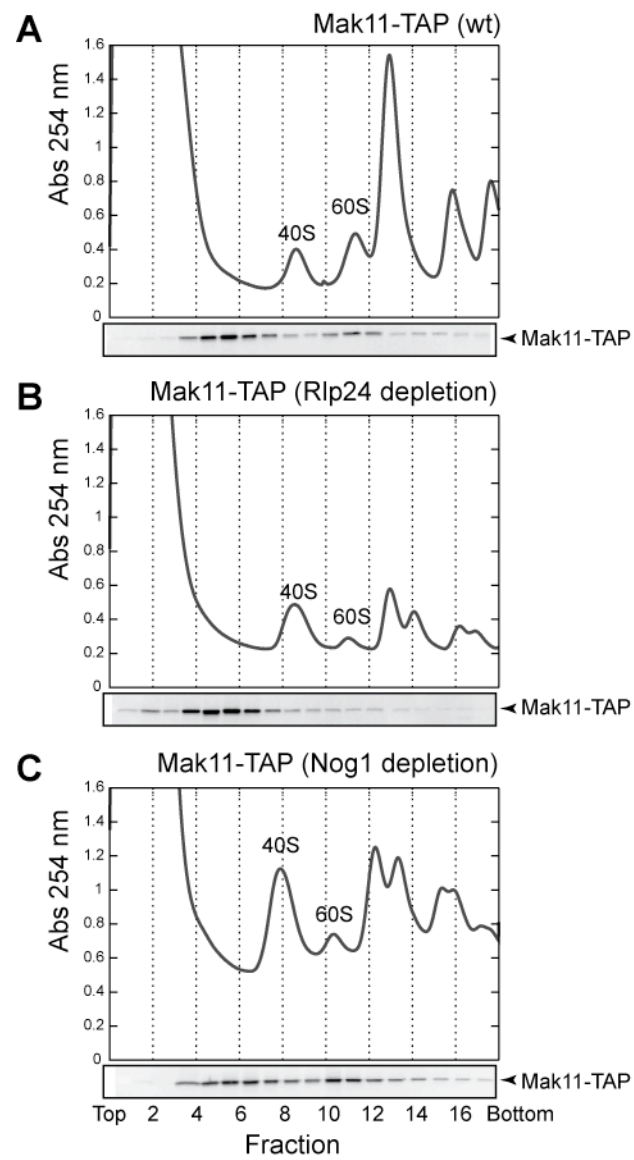 A
Mak11-TAP (wt)
1.6
1.4
1.2
1
0.8
0.6
0.4
0.2
0
Abs 254 nm
40S
60S
Mak11-TAP
B
Mak11-TAP (Rlp24 depletion)
1.6
1.4
1.2
1
0.8
0.6
0.4
0.2
0
Abs 254 nm
40S
60S
Mak11-TAP
C
Mak11-TAP (Nog1 depletion)
1.6
1.4
1.2
1
0.8
0.6
0.4
0.2
0
Abs 254 nm
40S
60S
Mak11-TAP
Top 2 4 6 8 10 12 14 16 Bottom
Fraction